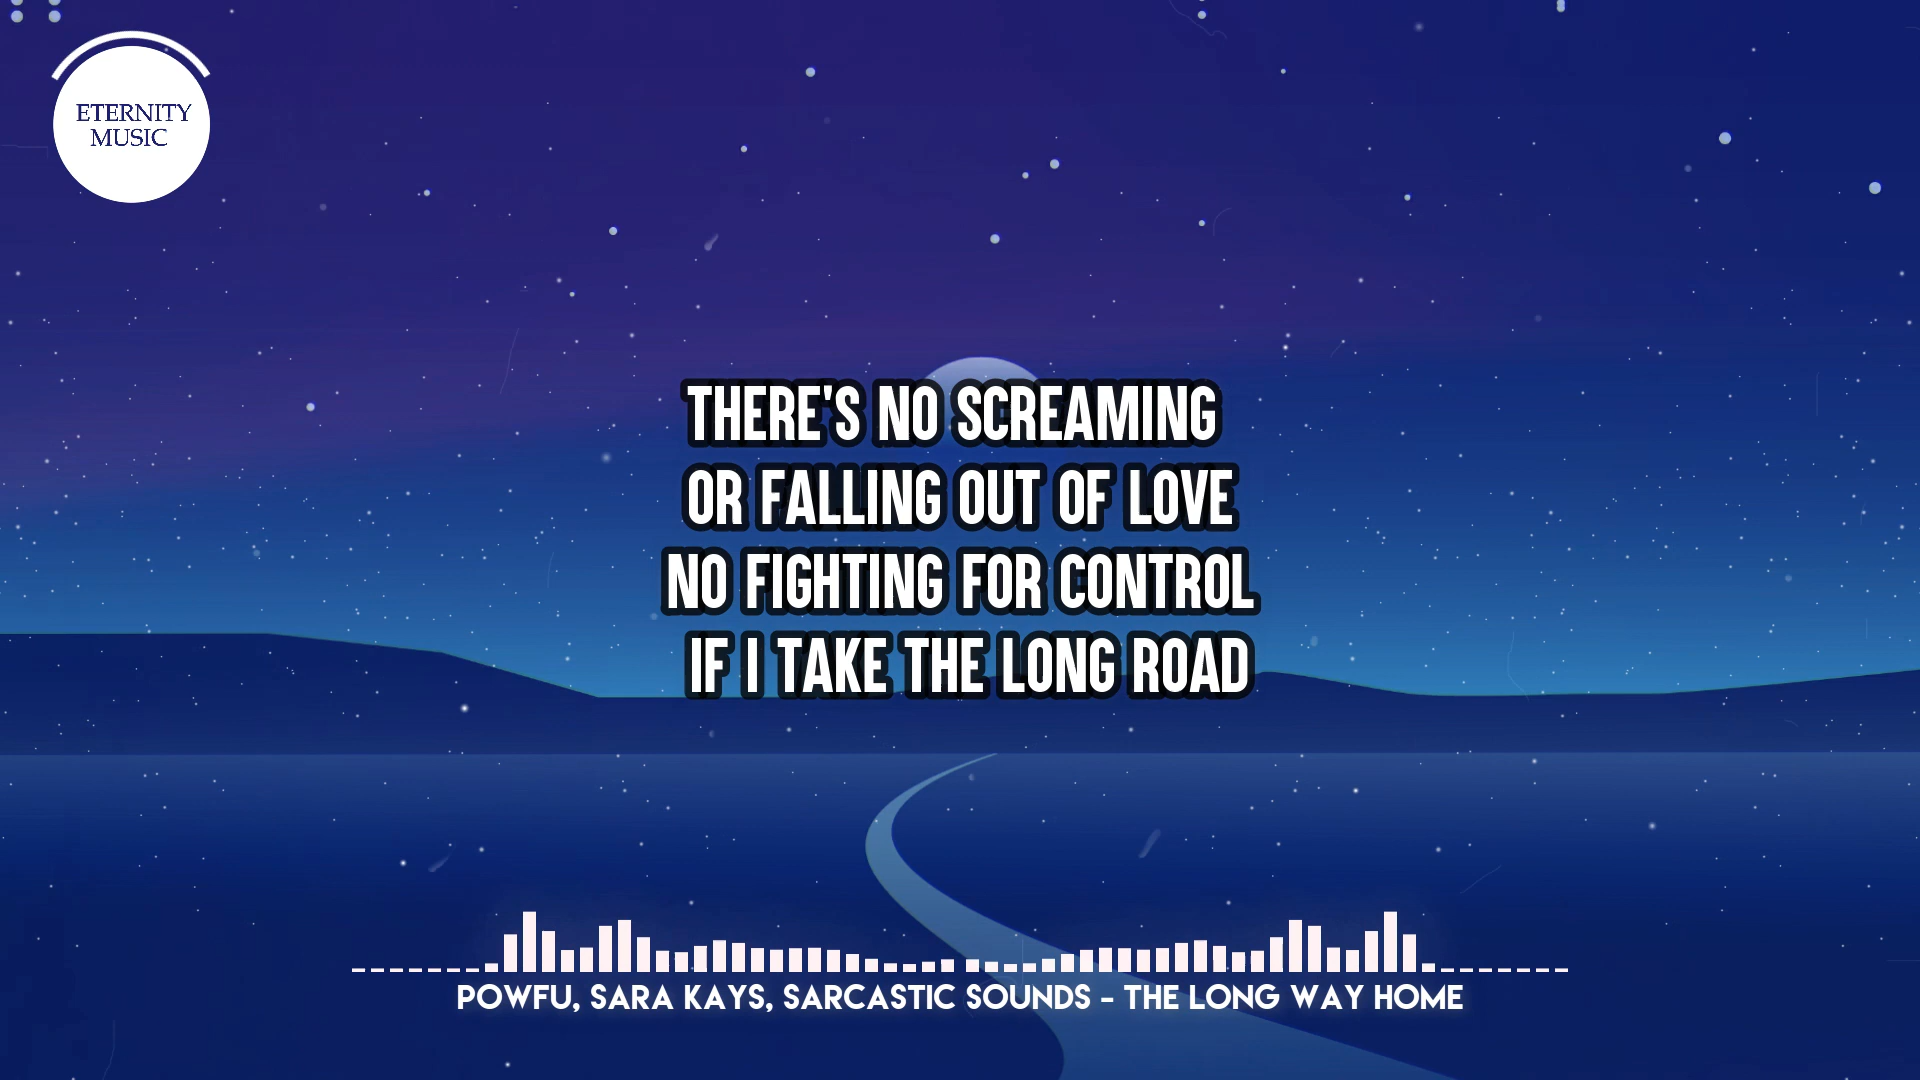 ETERNITY
MUSIC
THERE'S NO SCREAMING
OR FALLING OUT OF LOVE
NO FIGHTING FOR CONTROL
IF I TAKE THE LONG ROAD
POWFU, SARA KAYS, SARCASTIC SOUNDS - THE LONG WAY HOME